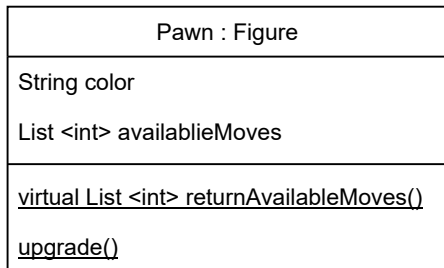 Pawn : Figure
String color
List <int> availablieMoves
virtual List <int> returnAvailableMoves()
upgrade()